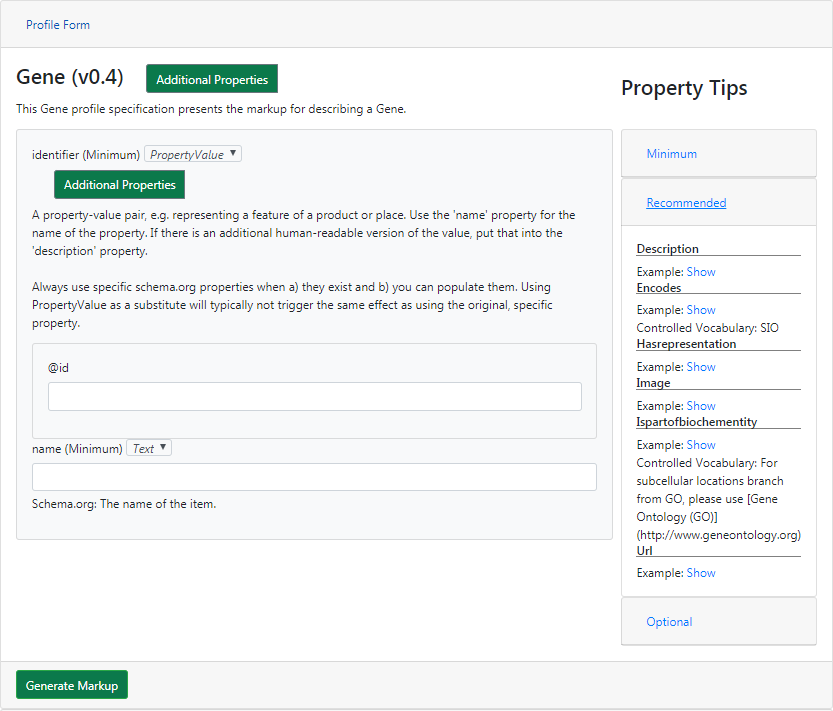 Profile Form
Gene (v0.4)
Additional Properties
This Gene profile specification presents the markup for describing a Gene.
identifier (Minimum) PropertyValue ▼
Additional Properties
A property-value pair, e.g. representing a feature of a product or place. Use the 'name' property for the
name of the property. If there is an additional human-readable version of the value, put that into the
'description' property.
Always use specific schema.org properties when a) they exist and b) you can populate them. Using
PropertyValue as a substitute will typically not trigger the same effect as using the original, specific
property.
@id
name (Minimum) Text ▼
Schema.org: The name of the item.
Property Tips
Minimum
Recommended
Description
Example: Show
Encodes
Example: Show
Controlled Vocabulary: SIO
Hasrepresentation
Example: Show
Image
Example: Show
Ispartofbiochementity
Example: Show
Controlled Vocabulary: For
subcellular locations branch
from GO, please use [Gene
Ontology (GO)]
(http://www.geneontology.org)
Url
Example: Show
Optional
Generate Markup